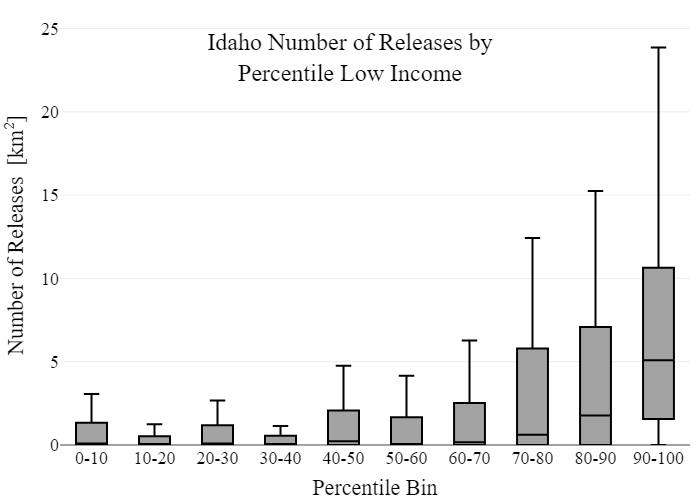 Idaho Number of Releases by
Percentile Low Income
Number of Releases [km²]
25
20
15
10
5
0
0-10 10-20 20-30 30-40 40-50 50-60 60-70 70-80 80-90 90-100
Percentile Bin